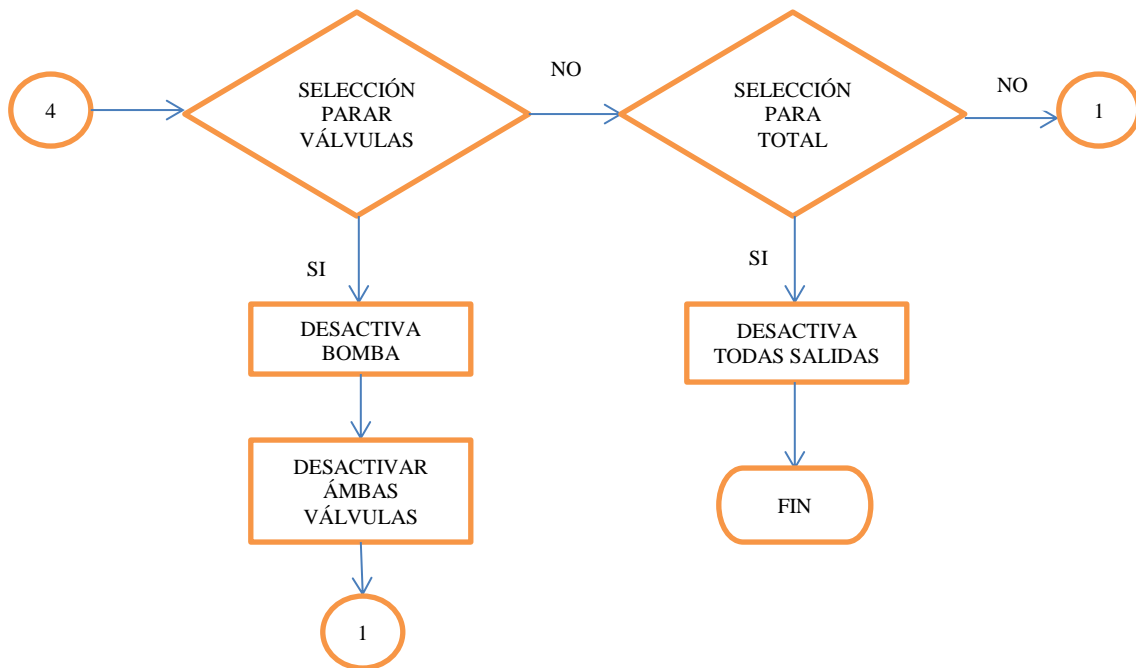 4
SELECCIÓN
PARAR
VÁLVULAS
NO
SELECCIÓN
PARA
TOTAL
NO
1
SI
SI
DESACTIVA
BOMBA
DESACTIVA
TODAS SALIDAS
DESACTIVAR
ÁMBAS
VÁLVULAS
FIN
1